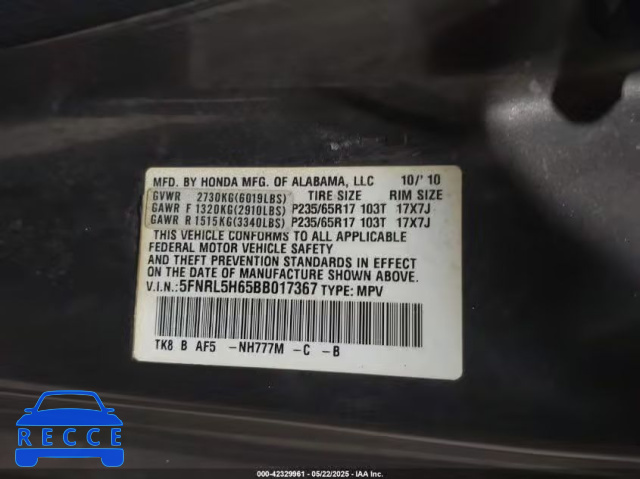 MFD. BY HONDA MFG. OF ALABAMA, LLC 10/'10
GVWR 2730KG(6019LBS) TIRE SIZE RIM SIZE
GAWR F 1320KG(2910LBS) P235/65R17 103T 17X7J
GAWR R 1515KG(3340LBS) P235/65R17 103T 17X7J
THIS VEHICLE CONFORMS TO ALL APPLICABLE
FEDERAL MOTOR VEHICLE SAFETY
AND THEFT PREVENTION STANDARDS IN EFFECT
ON THE DATE OF MANUFACTURE SHOWN ABOVE.
V.I.N.:5FNRL5H65BB017367 TYPE: MPV
TK8 B AF5 -NH777M -C -B
RECCE
000-42329961 - 05/22/2025 - IAA Inc.